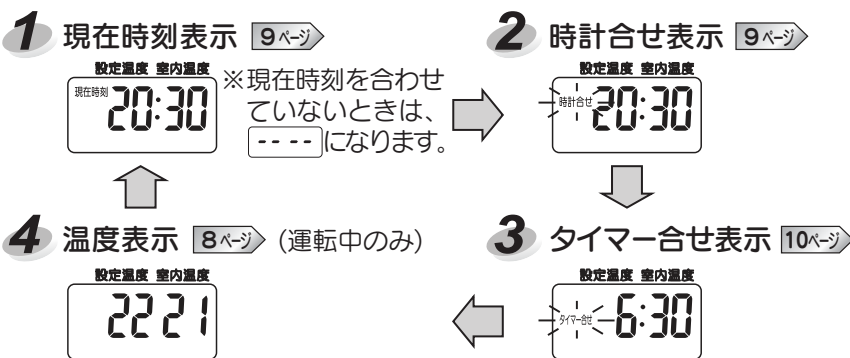 1 現在時刻表示 9ページ
設定温度 室内温度
現在時刻 20:30
※現在時刻を合わせ
ていないときは、
- - - -になります。
2 時計合せ表示 9ページ
設定温度 室内温度
時計合せ 20:30
4 温度表示 8ページ (運転中のみ)
設定温度 室内温度
22 21
3 タイマー合せ表示 10ページ
設定温度 室内温度
タイマー合せ 6:30